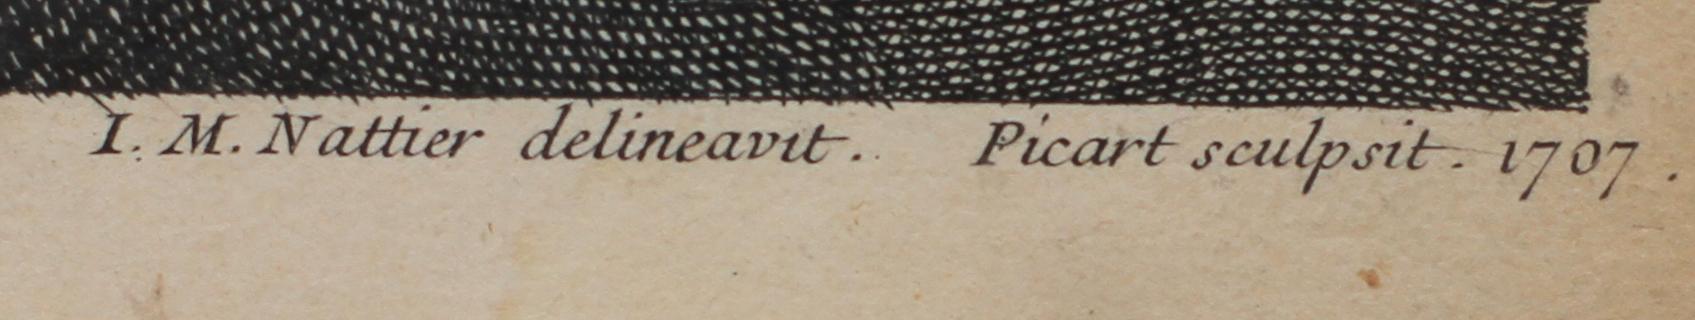 I. M. Nattier delineavit. Picart sculpsit. 1707.